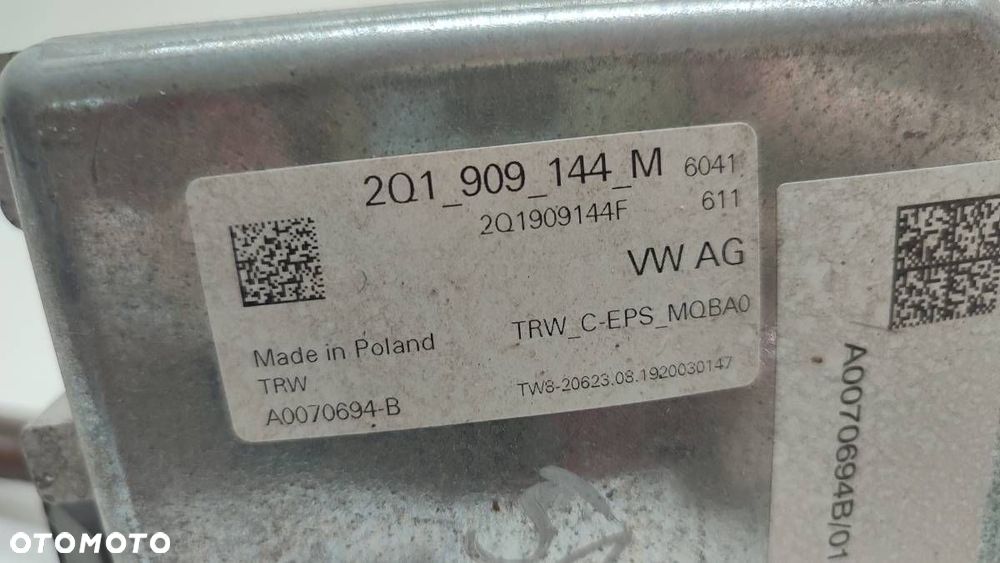 2Q1_909_144_M 6041
2Q1909144F 611
VW AG
TRW_C-EPS_MQBA0
Made in Poland
TRW
TW8-20623.08.1920030147
A0070694-B
A0070694B/01
OTOMOTO